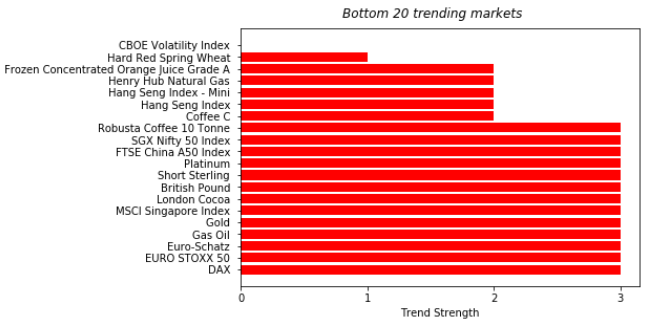 Bottom 20 trending markets
CBOE Volatility Index
Hard Red Spring Wheat
Frozen Concentrated Orange Juice Grade A
Henry Hub Natural Gas
Hang Seng Index - Mini
Hang Seng Index
Coffee C
Robusta Coffee 10 Tonne
SGX Nifty 50 Index
FTSE China A50 Index
Platinum
Short Sterling
British Pound
London Cocoa
MSCI Singapore Index
Gold
Gas Oil
Euro-Schatz
EURO STOXX 50
DAX
0 1 2 3
Trend Strength